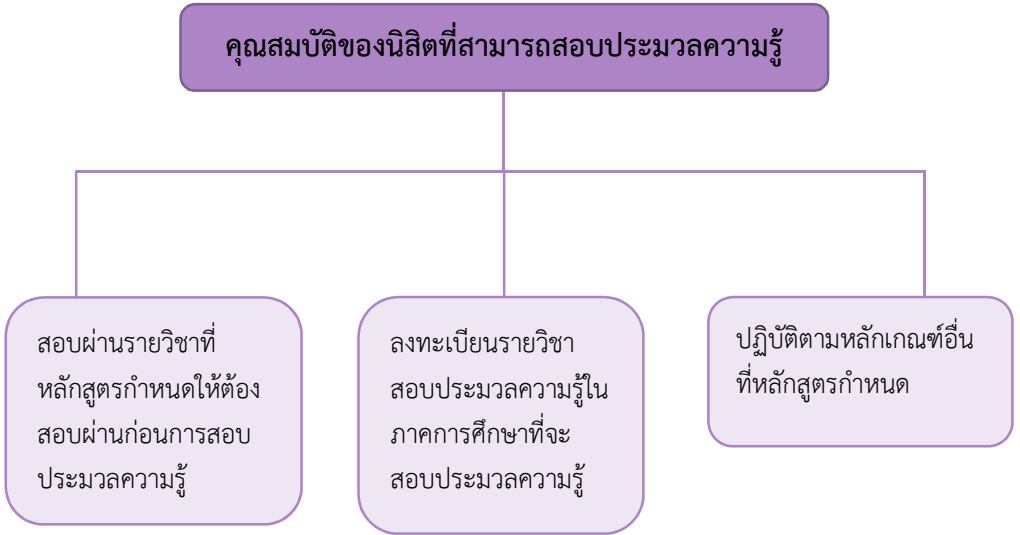 คุณสมบัติของนิสิตที่สามารถสอบประมวลความรู้
สอบผ่านรายวิชาที่
หลักสูตรกำหนดให้ต้อง
สอบผ่านก่อนการสอบ
ประมวลความรู้
ลงทะเบียนรายวิชา
สอบประมวลความรู้ใน
ภาคการศึกษาที่จะ
สอบประมวลความรู้
ปฏิบัติตามหลักเกณฑ์อื่น
ที่หลักสูตรกำหนด